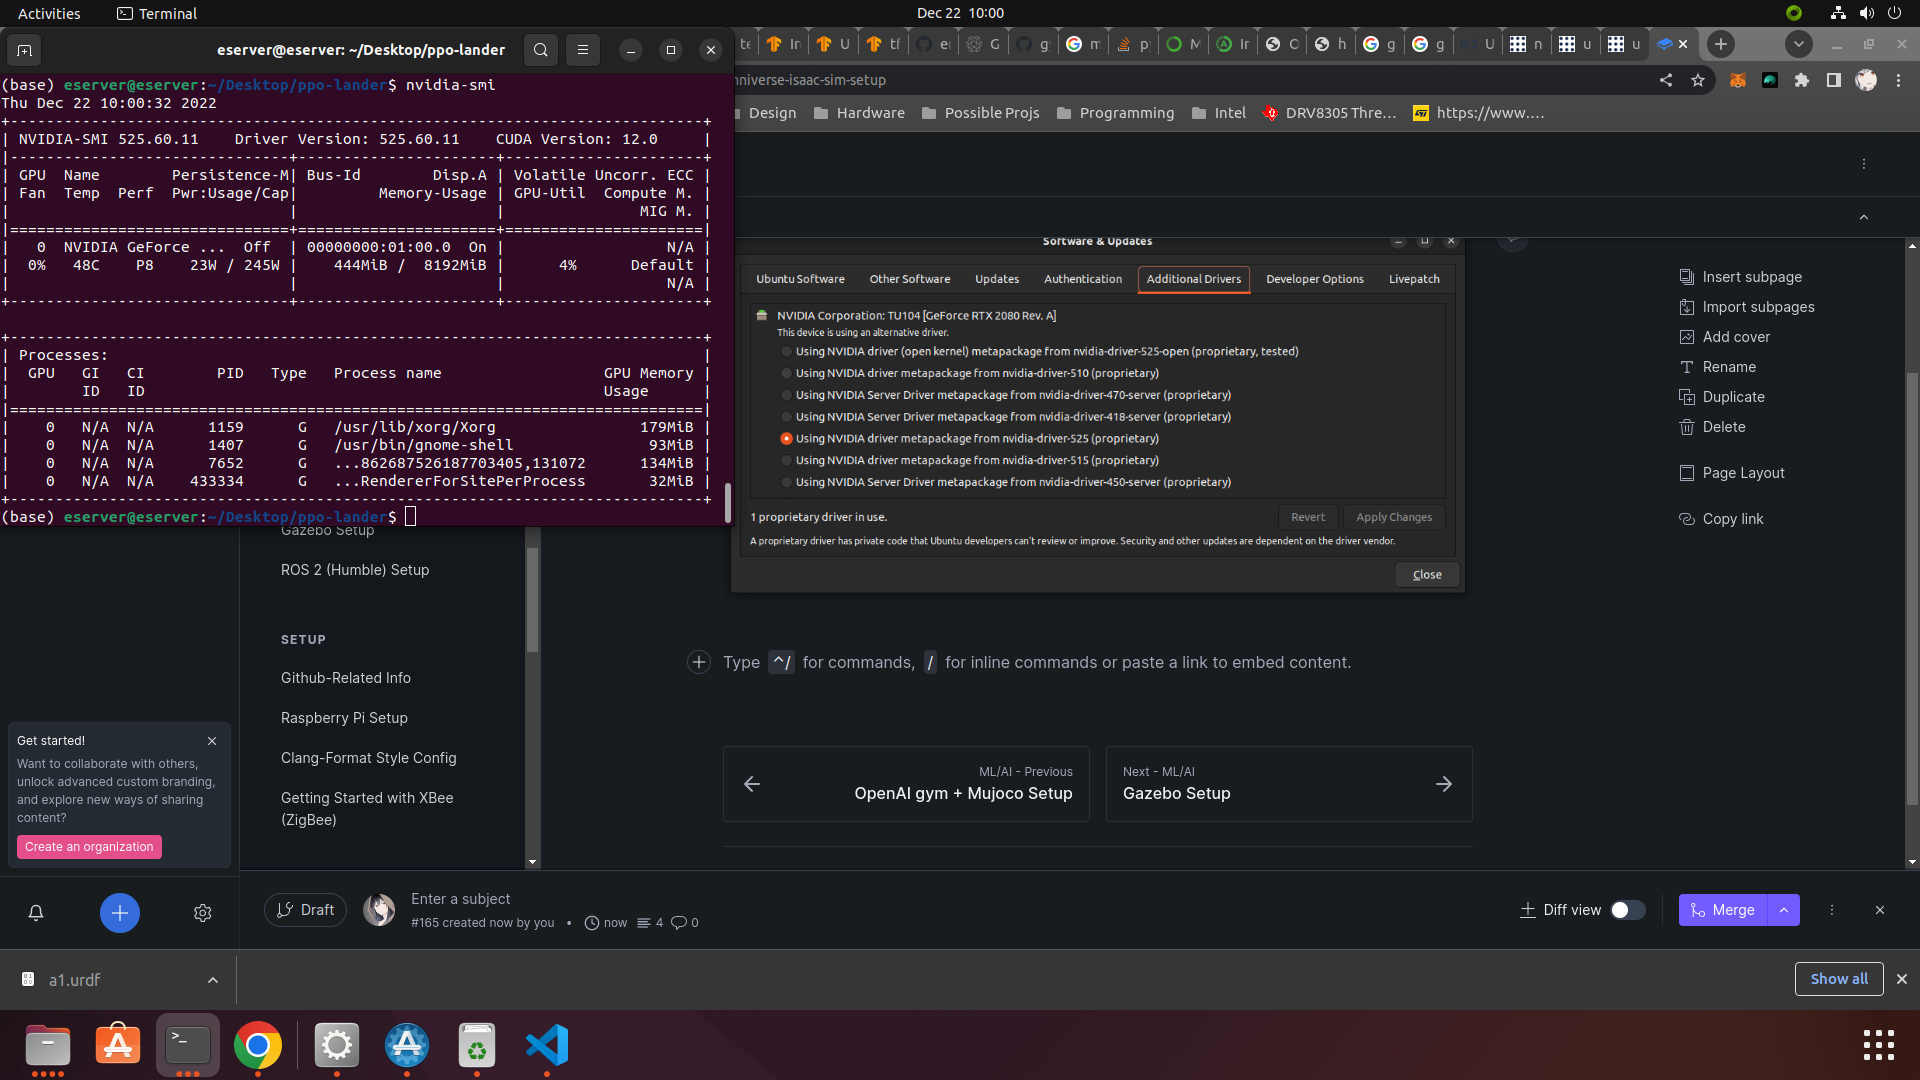 Activities
Terminal
Dec 22 10:00
eserver@eserver: ~/Desktop/ppo-lander
(base) eserver@eserver:~/Desktop/ppo-lander$ nvidia-smi
Thu Dec 22 10:00:32 2022
NVIDIA-SMI 525.60.11 Driver Version: 525.60.11 CUDA Version: 12.0
GPU Name Persistence-M| Bus-Id Disp.A | Volatile Uncorr. ECC
Fan Temp Perf Pwr:Usage/Cap| Memory-Usage | GPU-Util Compute M.
MIG M.
0 NVIDIA GeForce ... Off | 00000000:01:00.0 On | N/A
0% 48C P8 23W / 245W | 444MiB / 8192MiB | 4% Default
N/A
Processes:
GPU GI CI PID Type Process name GPU Memory
ID ID Usage
0 N/A N/A 1159 G /usr/lib/xorg/Xorg 179MiB
0 N/A N/A 1407 G /usr/bin/gnome-shell 93MiB
0 N/A N/A 7652 G ...862687526187703405,131072 134MiB
0 N/A N/A 433334 G ...RendererForSitePerProcess 32MiB
(base) eserver@eserver:~/Desktop/ppo-lander$
nniverse-isaac-sim-setup
Design
Hardware
Possible Projs
Programming
Intel
DRV8305 Thre...
https://www....
Software & Updates
Ubuntu Software
Other Software
Updates
Authentication
Additional Drivers
Developer Options
Livepatch
NVIDIA Corporation: TU104 [GeForce RTX 2080 Rev. A]
This device is using an alternative driver.
Using NVIDIA driver (open kernel) metapackage from nvidia-driver-525-open (proprietary, tested)
Using NVIDIA driver metapackage from nvidia-driver-510 (proprietary)
Using NVIDIA Server Driver metapackage from nvidia-driver-470-server (proprietary)
Using NVIDIA Server Driver metapackage from nvidia-driver-418-server (proprietary)
Using NVIDIA driver metapackage from nvidia-driver-525 (proprietary)
Using NVIDIA driver metapackage from nvidia-driver-515 (proprietary)
Using NVIDIA Server Driver metapackage from nvidia-driver-450-server (proprietary)
1 proprietary driver in use.
Revert
Apply Changes
A proprietary driver has private code that Ubuntu developers can't review or improve. Security and other updates are dependent on the driver vendor.
Close
Insert subpage
Import subpages
Add cover
Rename
Duplicate
Delete
Page Layout
Copy link
Gazebo Setup
ROS 2 (Humble) Setup
SETUP
Github-Related Info
Raspberry Pi Setup
Clang-Format Style Config
Getting Started with XBee
(ZigBee)
Type ^/ for commands, / for inline commands or paste a link to embed content.
ML/AI - Previous
OpenAI gym + Mujoco Setup
Next - ML/AI
Gazebo Setup
Get started!
Want to collaborate with others,
unlock advanced custom branding,
and explore new ways of sharing
content?
Create an organization
Draft
Enter a subject
#165 created now by you • now 4 0
Diff view
Merge
a1.urdf
Show all